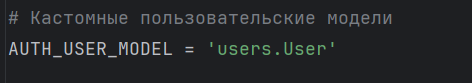 # Кастомные пользовательские модели
AUTH_USER_MODEL = 'users.User'